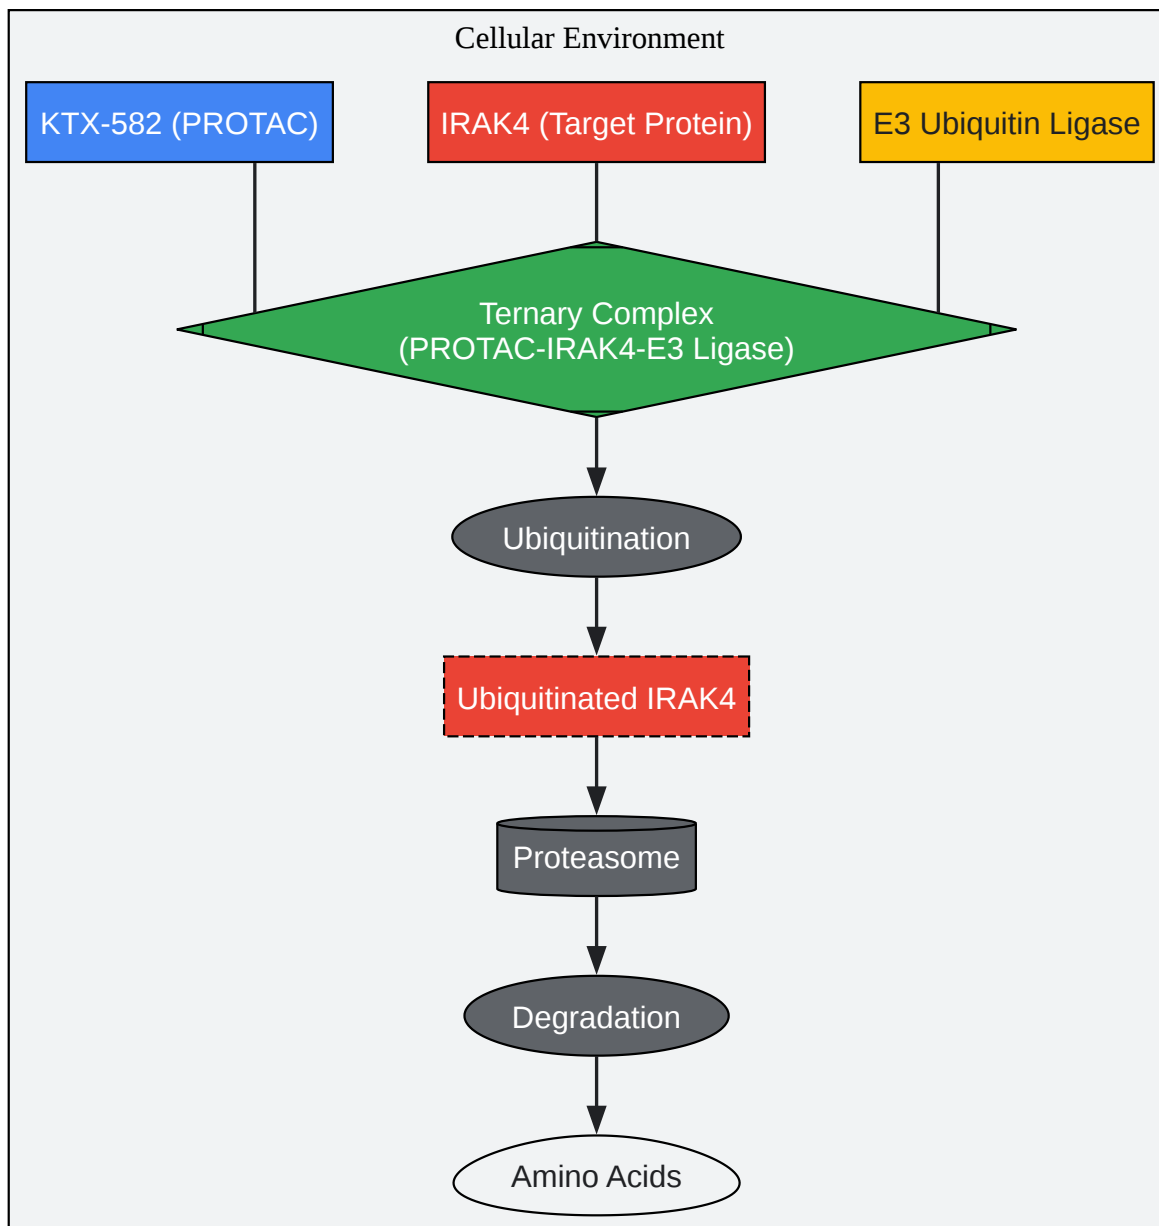 Cellular Environment
KTX-582 (PROTAC)
IRAK4 (Target Protein)
E3 Ubiquitin Ligase
Ternary Complex
(PROTAC-IRAK4-E3 Ligase)
Ubiquitination
Ubiquitinated IRAK4
Proteasome
Degradation
Amino Acids